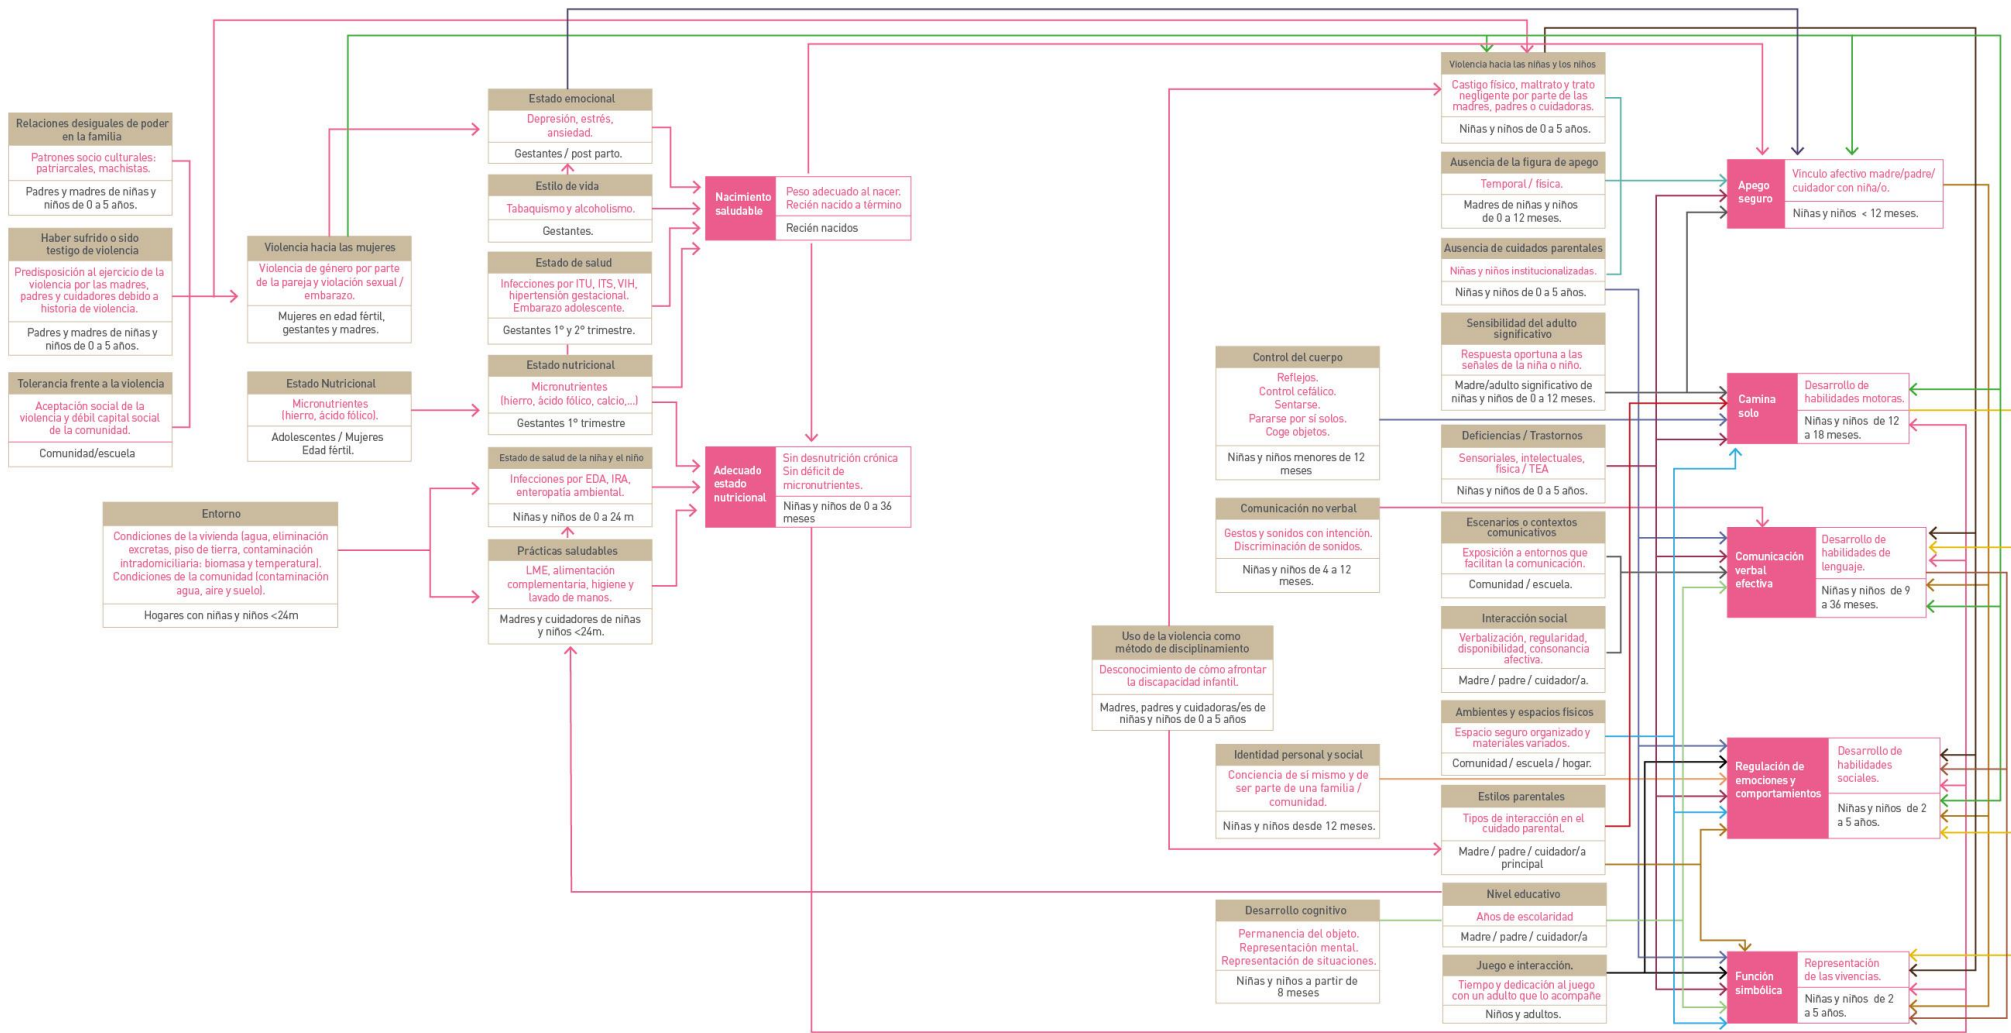 Relaciones desiguales de poder
en la familia
Patrones socio culturales:
patriarcales, machistas.
Padres y madres de niñas y
niños de 0 a 5 años.
Haber sufrido o sido
testigo de violencia
Predisposición al ejercicio de la
violencia por las madres,
padres y cuidadores debido a
historia de violencia.
Padres y madres de niñas y
niños de 0 a 5 años.
Tolerancia frente a la violencia
Aceptación social de la
violencia y débil capital social
de la comunidad.
Comunidad/escuela
Entorno
Condiciones de la vivienda (agua, eliminación
excretas, piso de tierra, contaminación
intradomiciliaria: biomasa y temperatura).
Condiciones de la comunidad (contaminación
agua, aire y suelo).
Hogares con niñas y niños <24m
Violencia hacia las mujeres
Violencia de género por parte
de la pareja y violación sexual /
embarazo.
Mujeres en edad fértil,
gestantes y madres.
Estado Nutricional
Micronutrientes
(hierro, ácido fólico).
Adolescentes / Mujeres
Edad fértil.
Estado emocional
Depresión, estrés,
ansiedad.
Gestantes / post parto.
Estilo de vida
Tabaquismo y alcoholismo.
Gestantes.
Estado de salud
Infecciones por ITU, ITS, VIH,
hipertensión gestacional.
Embarazo adolescente.
Gestantes 1º y 2º trimestre.
Estado nutricional
Micronutrientes
(hierro, ácido fólico, calcio,...)
Gestantes 1º trimestre
Estado de salud de la niña y el niño
Infecciones por EDA, IRA,
enteropatía ambiental.
Niñas y niños de 0 a 24 m
Prácticas saludables
LME, alimentación
complementaria, higiene y
lavado de manos.
Madres y cuidadores de niñas
y niños <24m.
Nacimiento
saludable
Peso adecuado al nacer.
Recién nacido a término
Recién nacidos
Adecuado
estado
nutricional
Sin desnutrición crónica
Sin déficit de
micronutrientes.
Niñas y niños de 0 a 36
meses
Uso de la violencia como
método de disciplinamiento
Desconocimiento de cómo afrontar
la discapacidad infantil.
Madres, padres y cuidadoras/es de
niñas y niños de 0 a 5 años
Control del cuerpo
Reflejos.
Control cefálico.
Sentarse.
Pararse por sí solos.
Coge objetos.
Niñas y niños menores de 12
meses
Comunicación no verbal
Gestos y sonidos con intención.
Discriminación de sonidos.
Niñas y niños de 4 a 12
meses.
Identidad personal y social
Conciencia de sí mismo y de
ser parte de una familia /
comunidad.
Niñas y niños desde 12 meses.
Desarrollo cognitivo
Permanencia del objeto.
Representación mental.
Representación de situaciones.
Niñas y niños a partir de
8 meses
Violencia hacia las niñas y los niños
Castigo físico, maltrato y trato
negligente por parte de las
madres, padres o cuidadoras.
Niñas y niños de 0 a 5 años.
Ausencia de la figura de apego
Temporal / física.
Madres de niñas y niños
de 0 a 12 meses.
Ausencia de cuidados parentales
Niñas y niños institucionalizadas.
Niñas y niños de 0 a 5 años.
Sensibilidad del adulto
significativo
Respuesta oportuna a las
señales de la niña o niño.
Madre/adulto significativo de
niñas y niños de 0 a 12 meses.
Deficiencias / Trastornos
Sensoriales, intelectuales,
física / TEA
Niñas y niños de 0 a 5 años.
Escenarios o contextos
comunicativos
Exposición a entornos que
facilitan la comunicación.
Comunidad / escuela.
Interacción social
Verbalización, regularidad,
disponibilidad, consonancia
afectiva.
Madre / padre / cuidador/a.
Ambientes y espacios físicos
Espacio seguro organizado y
materiales variados.
Comunidad / escuela / hogar.
Estilos parentales
Tipos de interacción en el
cuidado parental.
Madre / padre / cuidador/a
principal
Nivel educativo
Años de escolaridad
Madre / padre / cuidador/a
Juego e interacción.
Tiempo y dedicación al juego
con un adulto que lo acompañe
Niños y adultos.
Apego
seguro
Vínculo afectivo madre/padre/
cuidador con niña/o.
Niñas y niños < 12 meses.
Camina
solo
Desarrollo de
habilidades motoras.
Niñas y niños de 12
a 18 meses.
Comunicación
verbal
efectiva
Desarrollo de
habilidades de
lenguaje.
Niñas y niños de 9
a 36 meses.
Regulación de
emociones y
comportamientos
Desarrollo de
habilidades
sociales.
Niñas y niños de 2
a 5 años.
Función
simbólica
Representación
de las vivencias.
Niñas y niños de 2
a 5 años.